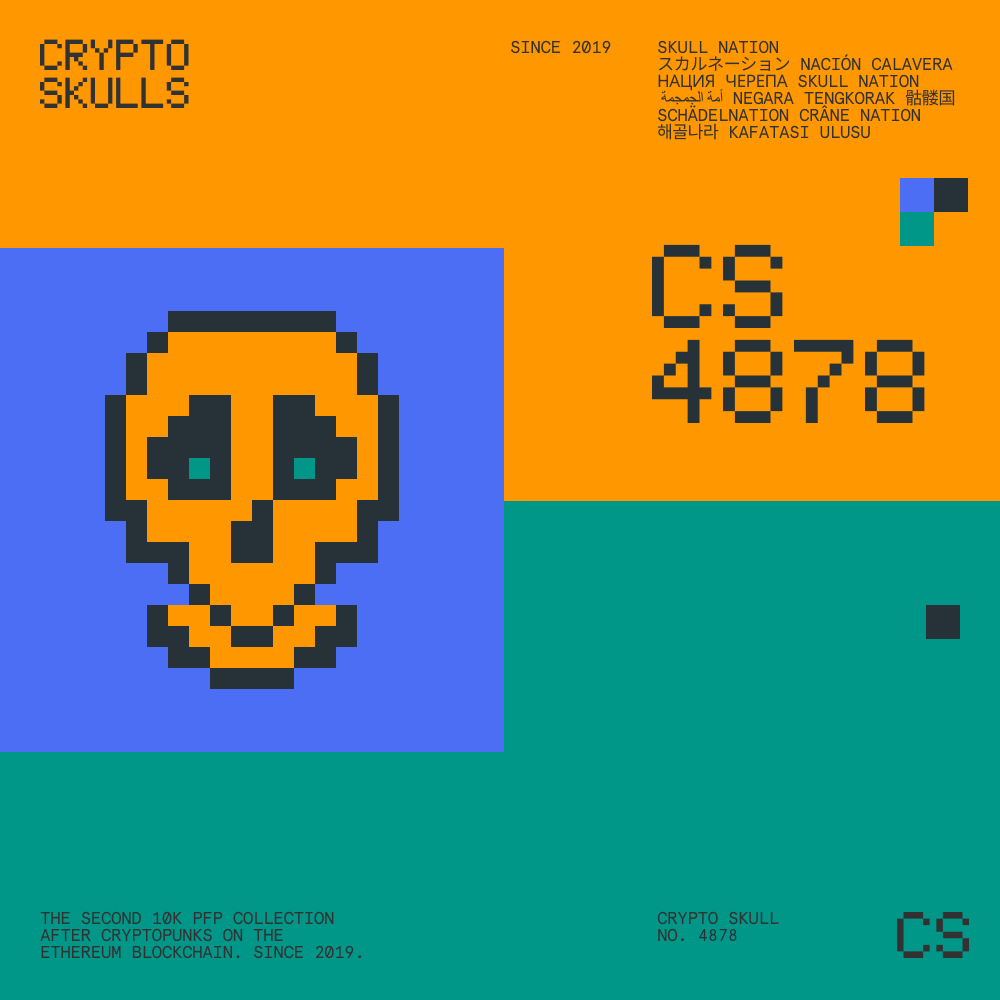 CRYPTO
SKULLS
SINCE 2019
SKULL NATION
スカルネーション NACIÓN CALAVERA
НАЦИЯ ЧЕРЕПА SKULL NATION
أمة الجمجمة NEGARA TENGKORAK 骷髅国
SCHÄDELNATION CRÂNE NATION
해골나라 KAFATASI ULUSU
CS
4878
THE SECOND 10K PFP COLLECTION
AFTER CRYPTOPUNKS ON THE
ETHEREUM BLOCKCHAIN. SINCE 2019.
CRYPTO SKULL
NO. 4878
CS